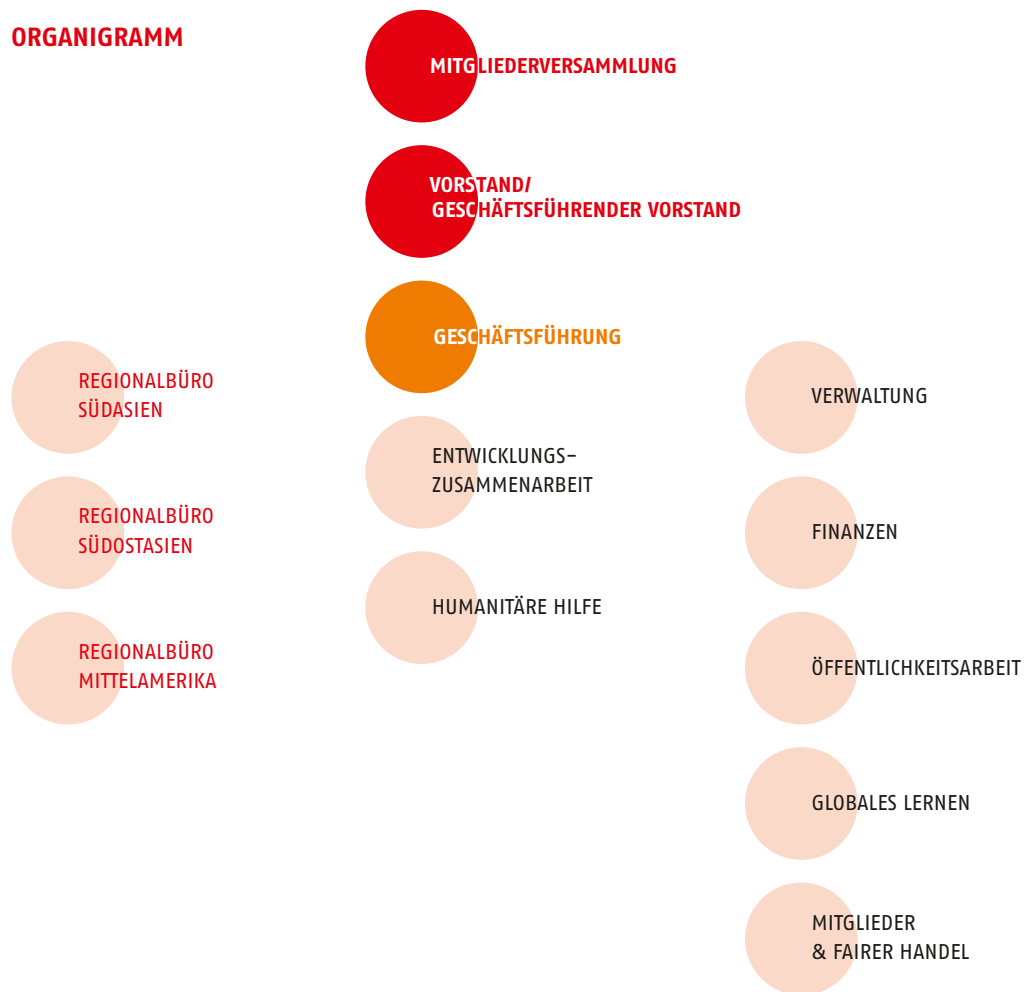 ORGANIGRAMM
MITGLIEDERVERSAMMLUNG
VORSTAND/
GESCHÄFTSFÜHRENDER VORSTAND
GESCHÄFTSFÜHRUNG
REGIONALBÜRO
SÜDASIEN
REGIONALBÜRO
SÜDOSTASIEN
REGIONALBÜRO
MITTELAMERIKA
ENTWICKLUNGS–
ZUSAMMENARBEIT
HUMANITÄRE HILFE
VERWALTUNG
FINANZEN
ÖFFENTLICHKEITSARBEIT
GLOBALES LERNEN
MITGLIEDER
& FAIRER HANDEL